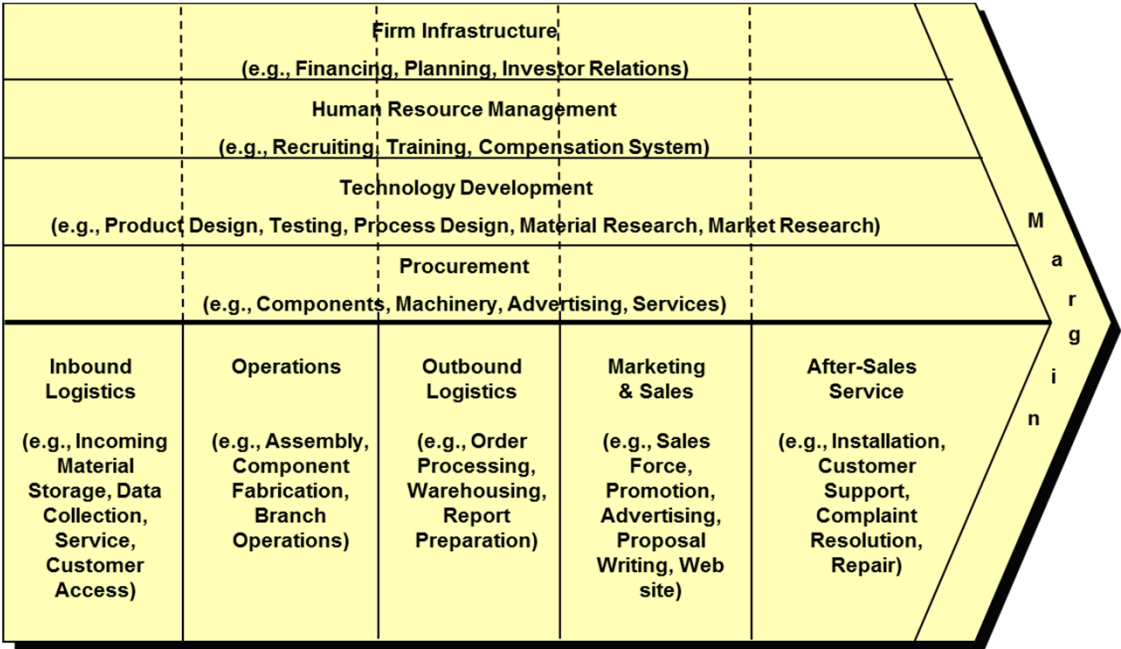 Firm Infrastructure
(e.g., Financing, Planning, Investor Relations)
Human Resource Management
(e.g., Recruiting, Training, Compensation System)
Technology Development
(e.g., Product Design, Testing, Process Design, Material Research, Market Research)
Procurement
(e.g., Components, Machinery, Advertising, Services)
Inbound
Logistics
(e.g., Incoming
Material
Storage, Data
Collection,
Service,
Customer
Access)
Operations
(e.g., Assembly,
Component
Fabrication,
Branch
Operations)
Outbound
Logistics
(e.g., Order
Processing,
Warehousing,
Report
Preparation)
Marketing
& Sales
(e.g., Sales
Force,
Promotion,
Advertising,
Proposal
Writing, Web
site)
After-Sales
Service
(e.g., Installation,
Customer
Support,
Complaint
Resolution,
Repair)
Margin